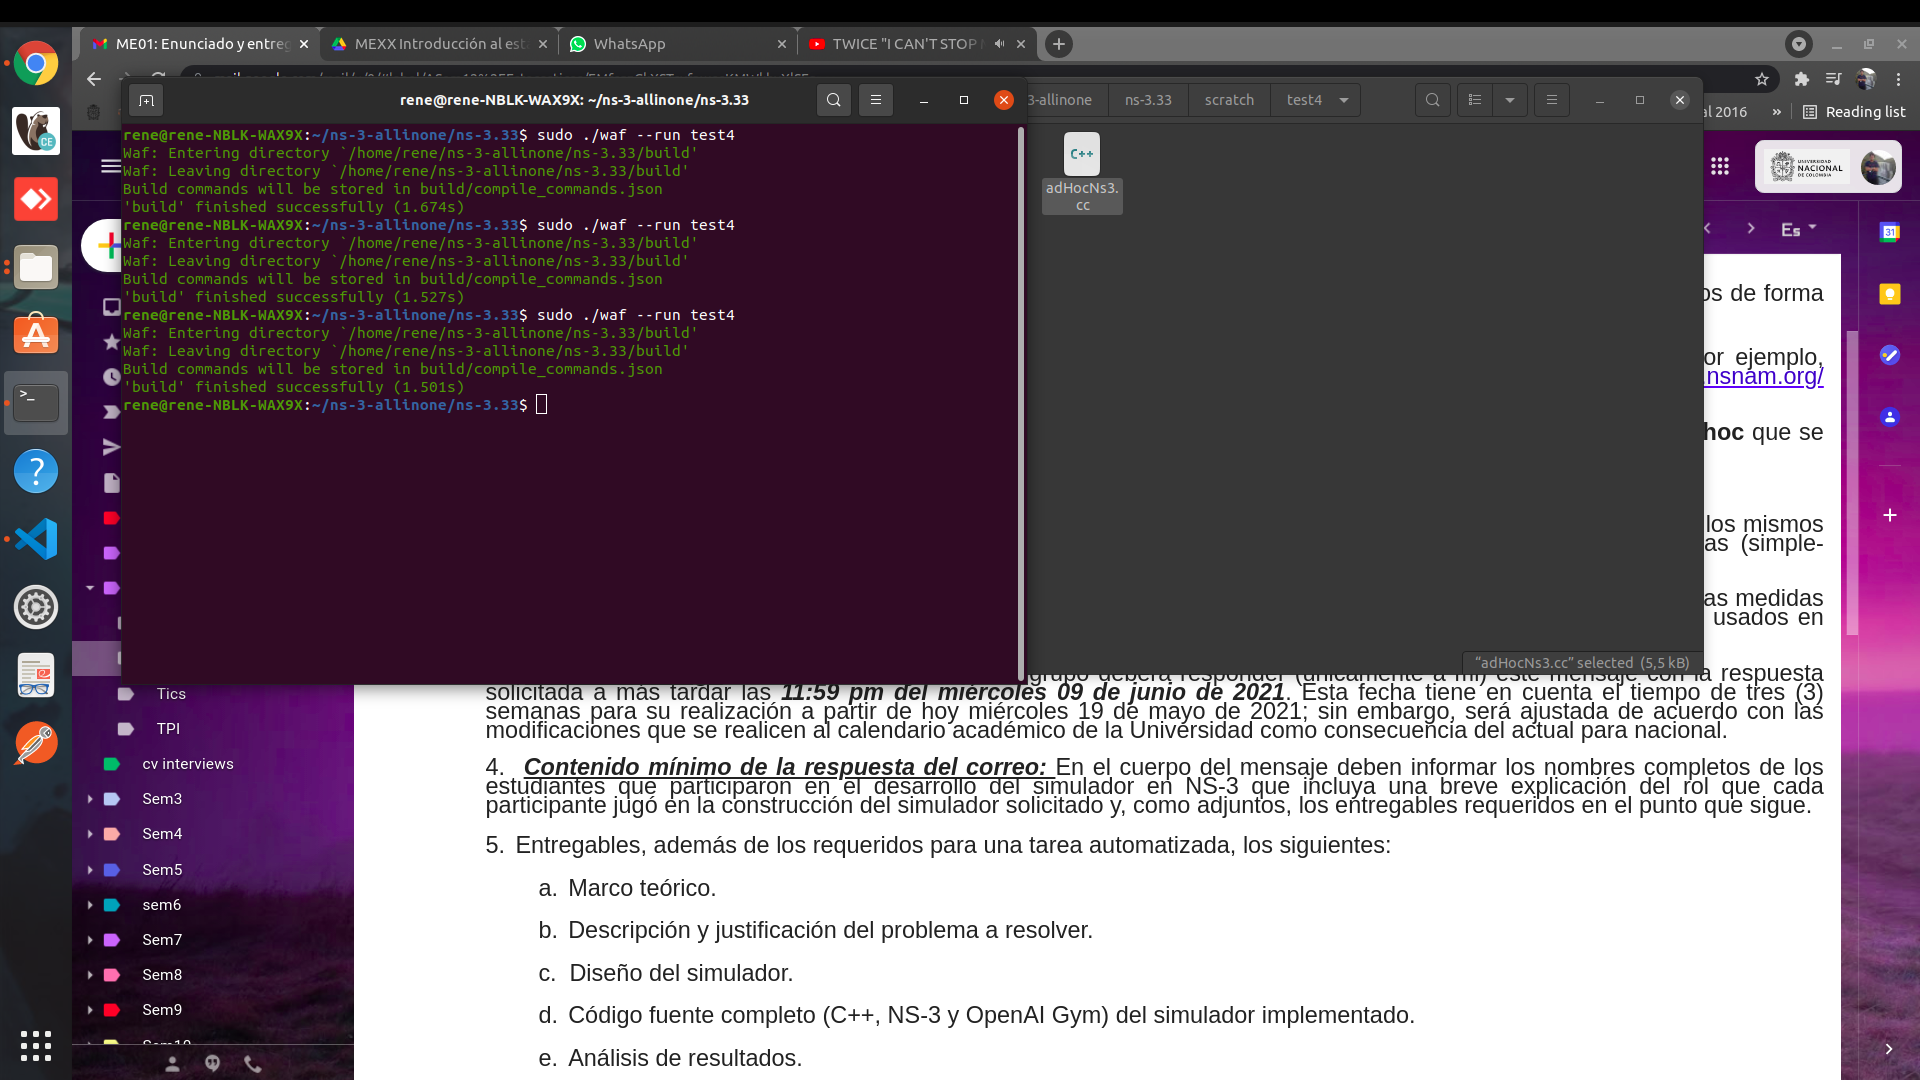 ME01: Enunciado y entreg
MEXX Introducción al est
WhatsApp
TWICE "I CAN'T STOP M
rene@rene-NBLK-WAX9X: ~/ns-3-allinone/ns-3.33
3-allinone
ns-3.33
scratch
test4
al 2016
»
Reading list
rene@rene-NBLK-WAX9X:~/ns-3-allinone/ns-3.33$ sudo ./waf --run test4
Waf: Entering directory `/home/rene/ns-3-allinone/ns-3.33/build'
Waf: Leaving directory `/home/rene/ns-3-allinone/ns-3.33/build'
Build commands will be stored in build/compile_commands.json
'build' finished successfully (1.674s)
rene@rene-NBLK-WAX9X:~/ns-3-allinone/ns-3.33$ sudo ./waf --run test4
Waf: Entering directory `/home/rene/ns-3-allinone/ns-3.33/build'
Waf: Leaving directory `/home/rene/ns-3-allinone/ns-3.33/build'
Build commands will be stored in build/compile_commands.json
'build' finished successfully (1.527s)
rene@rene-NBLK-WAX9X:~/ns-3-allinone/ns-3.33$ sudo ./waf --run test4
Waf: Entering directory `/home/rene/ns-3-allinone/ns-3.33/build'
Waf: Leaving directory `/home/rene/ns-3-allinone/ns-3.33/build'
Build commands will be stored in build/compile_commands.json
'build' finished successfully (1.501s)
rene@rene-NBLK-WAX9X:~/ns-3-allinone/ns-3.33$
C++
adHocNs3.
cc
"adHocNs3.cc" selected (5,5 kB)
UNIVERSIDAD
NACIONAL
DE COLOMBIA
Es
31
os de forma
or ejemplo,
.nsnam.org/
hoc que se
los mismos
as (simple-
as medidas
usados en
grupo deberá responder (únicamente a mí) este mensaje con la respuesta
solicitada a más tardar las 11:59 pm del miércoles 09 de junio de 2021. Esta fecha tiene en cuenta el tiempo de tres (3)
semanas para su realización a partir de hoy miércoles 19 de mayo de 2021; sin embargo, será ajustada de acuerdo con las
modificaciones que se realicen al calendario académico de la Universidad como consecuencia del actual para nacional.
4. Contenido mínimo de la respuesta del correo: En el cuerpo del mensaje deben informar los nombres completos de los
estudiantes que participaron en el desarrollo del simulador en NS-3 que incluya una breve explicación del rol que cada
participante jugó en la construcción del simulador solicitado y, como adjuntos, los entregables requeridos en el punto que sigue.
5. Entregables, además de los requeridos para una tarea automatizada, los siguientes:
a. Marco teórico.
b. Descripción y justificación del problema a resolver.
c. Diseño del simulador.
d. Código fuente completo (C++, NS-3 y OpenAI Gym) del simulador implementado.
e. Análisis de resultados.
Tics
TPI
cv interviews
Sem3
Sem4
Sem5
sem6
Sem7
Sem8
Sem9
Sem10